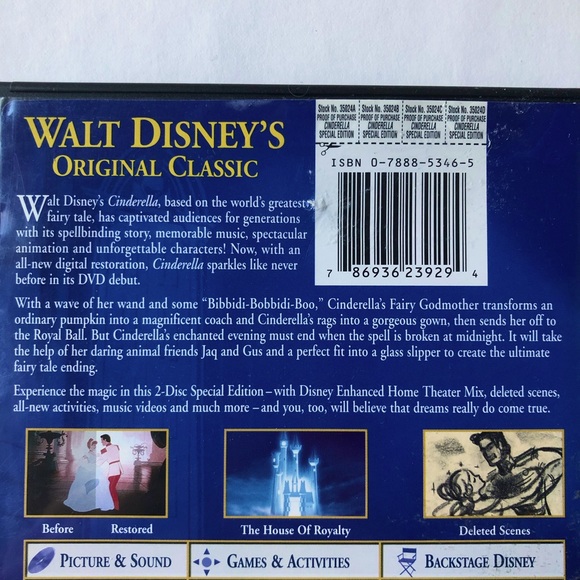 Stock No. 35024A Stock No. 35024B Stock No. 35024C Stock No. 35024D
PROOF OF PURCHASE PROOF OF PURCHASE PROOF OF PURCHASE PROOF OF PURCHASE
CINDERELLA CINDERELLA CINDERELLA CINDERELLA
SPECIAL EDITION SPECIAL EDITION SPECIAL EDITION SPECIAL EDITION
WALT DISNEY'S
ORIGINAL CLASSIC
ISBN 0-7888-5346-5
7 86936 23929 4
Walt Disney's Cinderella, based on the world's greatest
fairy tale, has captivated audiences for generations
with its spellbinding story, memorable music, spectacular
animation and unforgettable characters! Now, with an
all-new digital restoration, Cinderella sparkles like never
before in its DVD debut.
With a wave of her wand and some "Bibbidi-Bobbidi-Boo," Cinderella's Fairy Godmother transforms an
ordinary pumpkin into a magnificent coach and Cinderella's rags into a gorgeous gown, then sends her off to
the Royal Ball. But Cinderella's enchanted evening must end when the spell is broken at midnight. It will take
the help of her daring animal friends Jaq and Gus and a perfect fit into a glass slipper to create the ultimate
fairy tale ending.
Experience the magic in this 2-Disc Special Edition – with Disney Enhanced Home Theater Mix, deleted scenes,
all-new activities, music videos and much more – and you, too, will believe that dreams really do come true.
Before Restored
The House Of Royalty
Deleted Scenes
PICTURE & SOUND
GAMES & ACTIVITIES
BACKSTAGE DISNEY